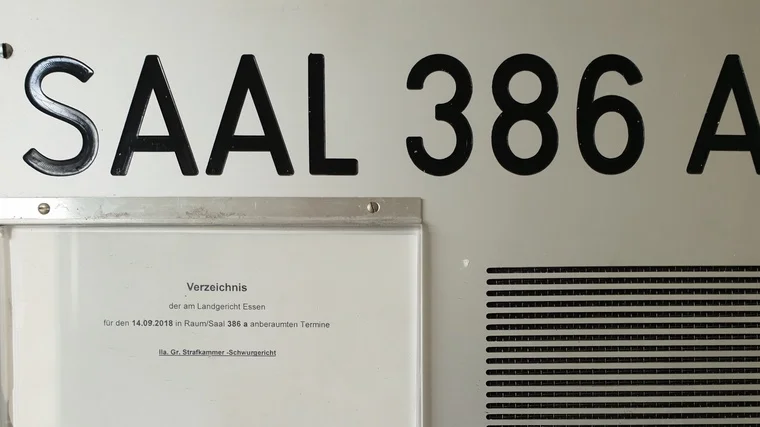 SAAL 386 A
Verzeichnis
der am Landgericht Essen
für den 14.09.2018 in Raum/Saal 386 a anberaumten Termine
IIa. Gr. Strafkammer -Schwurgericht